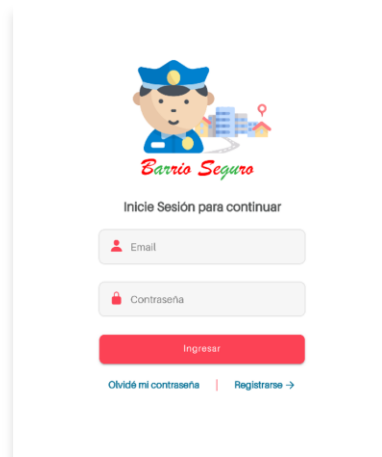 Barrio Seguro
Inicie Sesión para continuar
Email
Contraseña
Ingresar
Olvidé mi contraseña | Registrarse →